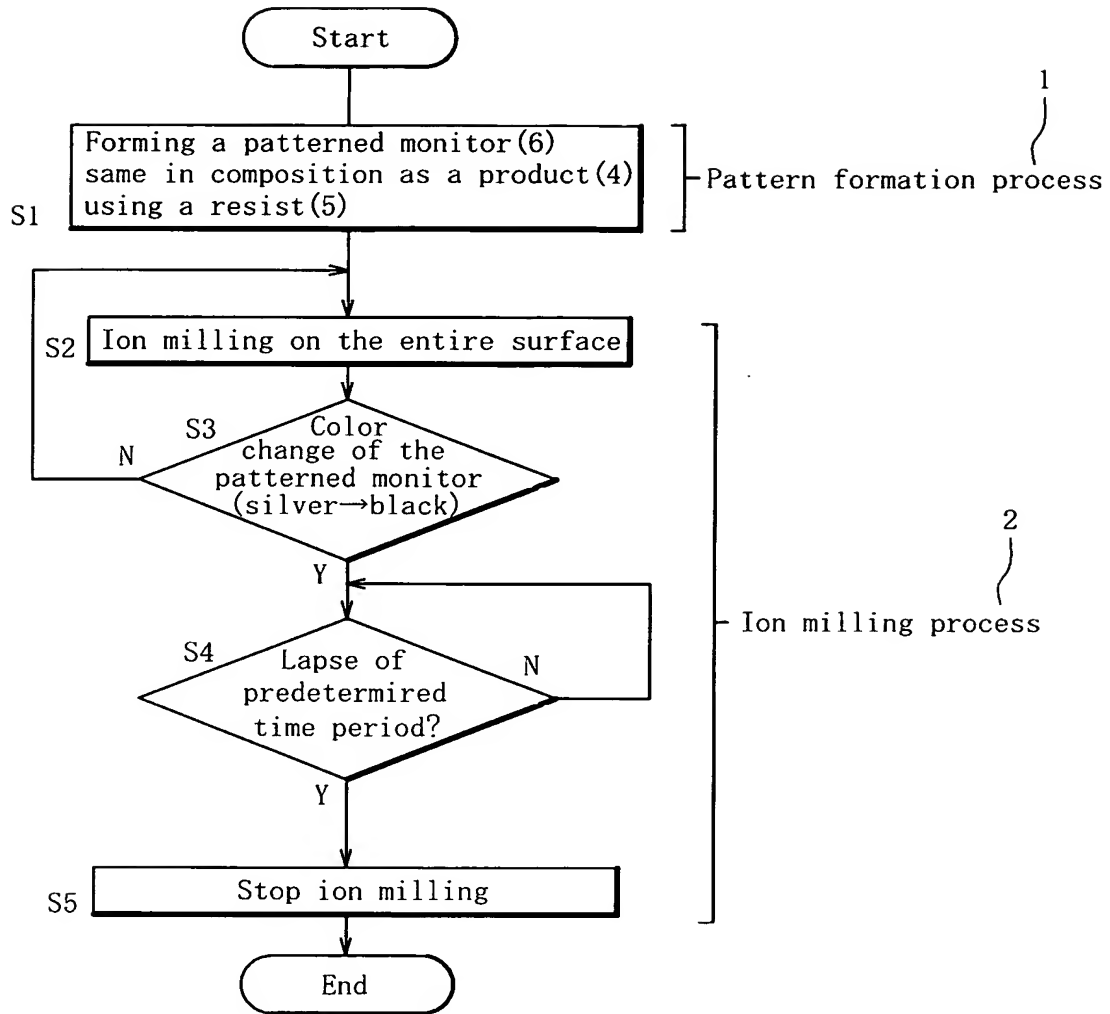 Start
1
Forming a patterned monitor(6)
same in composition as a product(4)
using a resist(5)
S1
Pattern formation process
S2
Ion milling on the entire surface
S3
Color
change of the
patterned monitor
(silver→black)
N
Y
2
Ion milling process
S4
Lapse of
predetermired
time period?
N
Y
S5
Stop ion milling
End